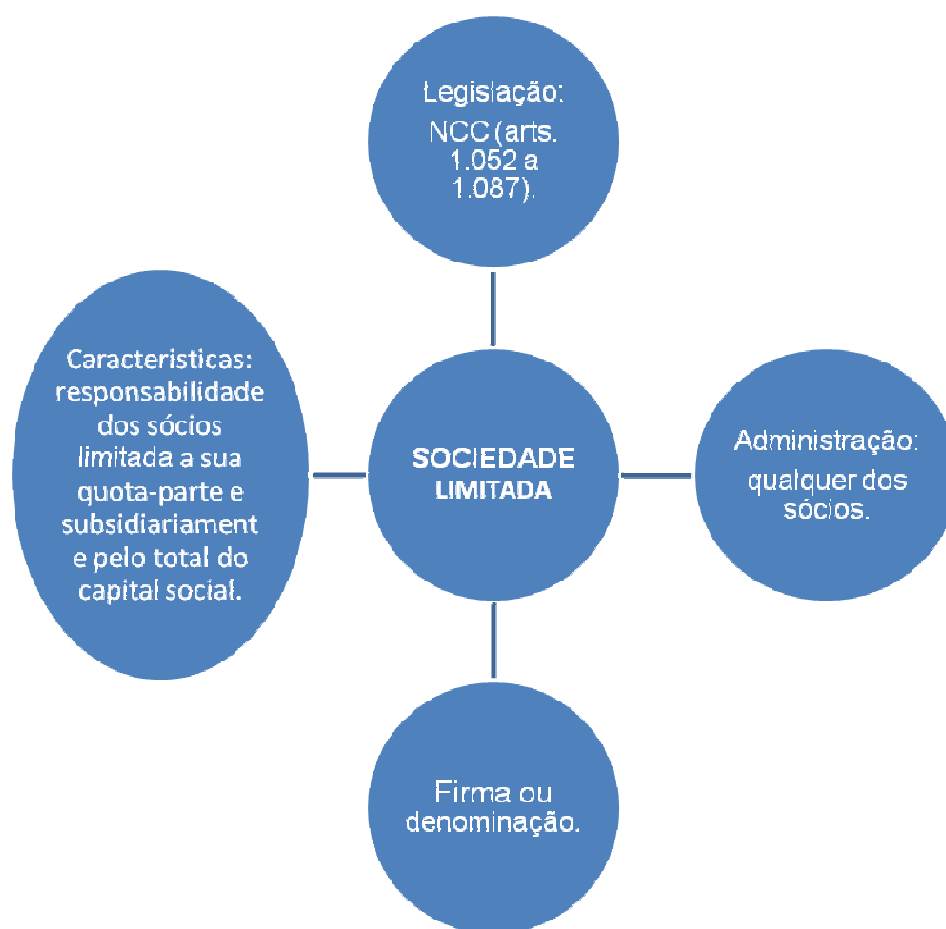 Legislação:
NCC (arts.
1.052 a
1.087).
Caracteristicas:
responsabilidade
dos sócios
limitada a sua
quota-parte e
subsidiariament
e pelo total do
capital social.
SOCIEDADE
LIMITADA
Administração:
qualquer dos
sócios.
Firma ou
denominação.